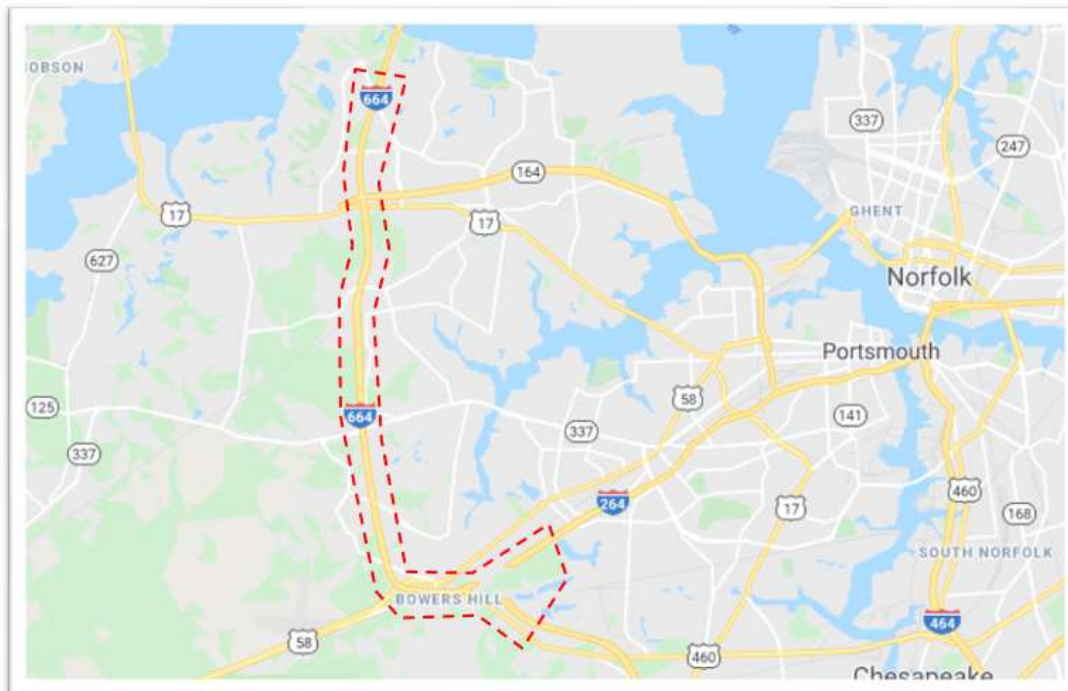 OBSON
664
337
247
164
17
17
GHENT
627
Norfolk
Portsmouth
58
125
664
337
141
337
264
17
460
168
SOUTH NORFOLK
BOWERS HILL
58
464
460
Chesapeake